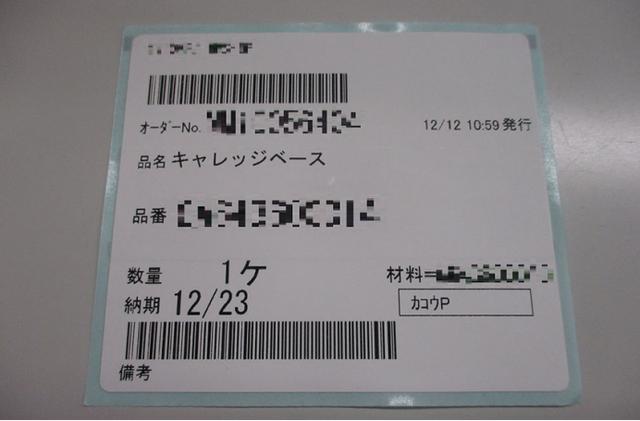 オーダーNo.
12/12 10:59 発行
品名 キャレッジベース
品番
数量 1ケ
材料=
納期 12/23
カコウP
備考